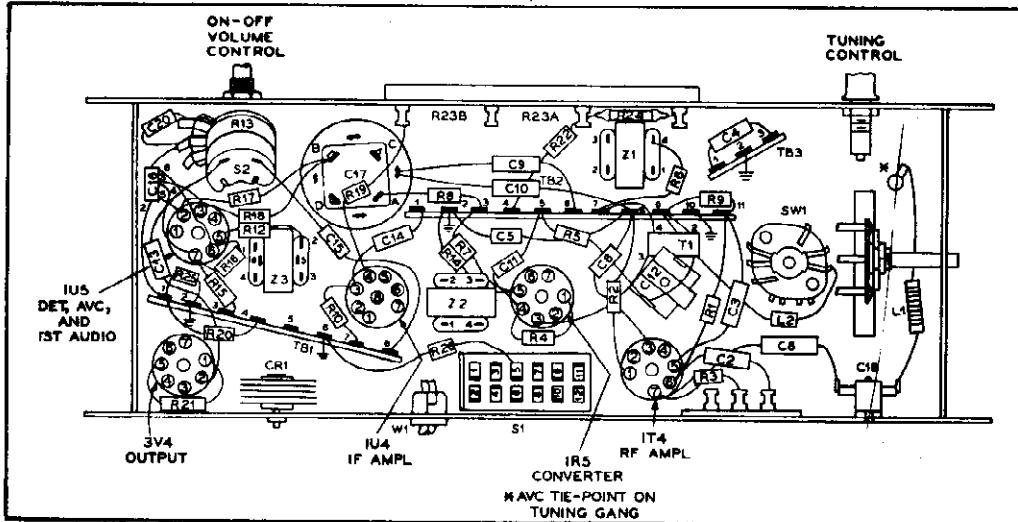 ON-OFF
VOLUME
CONTROL
TUNING
CONTROL
C20
R13
R23B
R23A
R22
R24
C4
TB3
S2
B
C
C17
R19
D
A
C9
TB2
C10
Z1
R6
R17
R18
R12
R8
R9
SW1
C14
C5
R5
T1
C15
R7
R14
C11
C6
C12
C13
R16
Z3
R25
R15
R10
Z2
R2
R1
C3
L1
L2
1U5
DET, AVC,
AND
1ST AUDIO
R20
TB1
R26
R4
C2
C8
C18
R3
CR1
R21
W1
S1
3V4
OUTPUT
1U4
IF AMPL
1R5
CONVERTER
1T4
RF AMPL
*AVC TIE-POINT ON
TUNING GANG